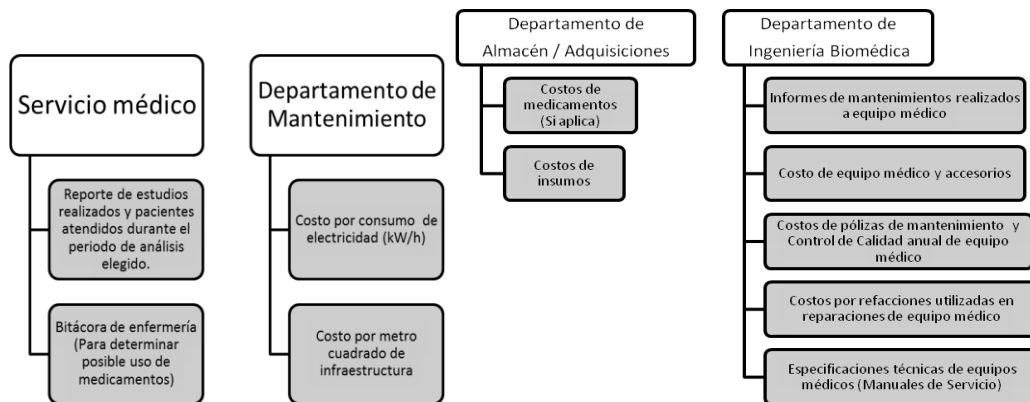 Servicio médico
Reporte de estudios
realizados y pacientes
atendidos durante el
periodo de análisis
elegido.
Bitácora de enfermería
(Para determinar
posible uso de
medicamentos)
Departamento de
Mantenimiento
Costo por consumo de
electricidad (kW/h)
Costo por metro
cuadrado de
infraestructura
Departamento de
Almacén / Adquisiciones
Costos de
medicamentos
(Si aplica)
Costos de
insumos
Departamento de
Ingeniería Biomédica
Informes de mantenimientos realizados
a equipo médico
Costo de equipo médico y accesorios
Costos de pólizas de mantenimiento y
Control de Calidad anual de equipo
médico
Costos por refacciones utilizadas en
reparaciones de equipo médico
Especificaciones técnicas de equipos
médicos (Manuales de Servicio)